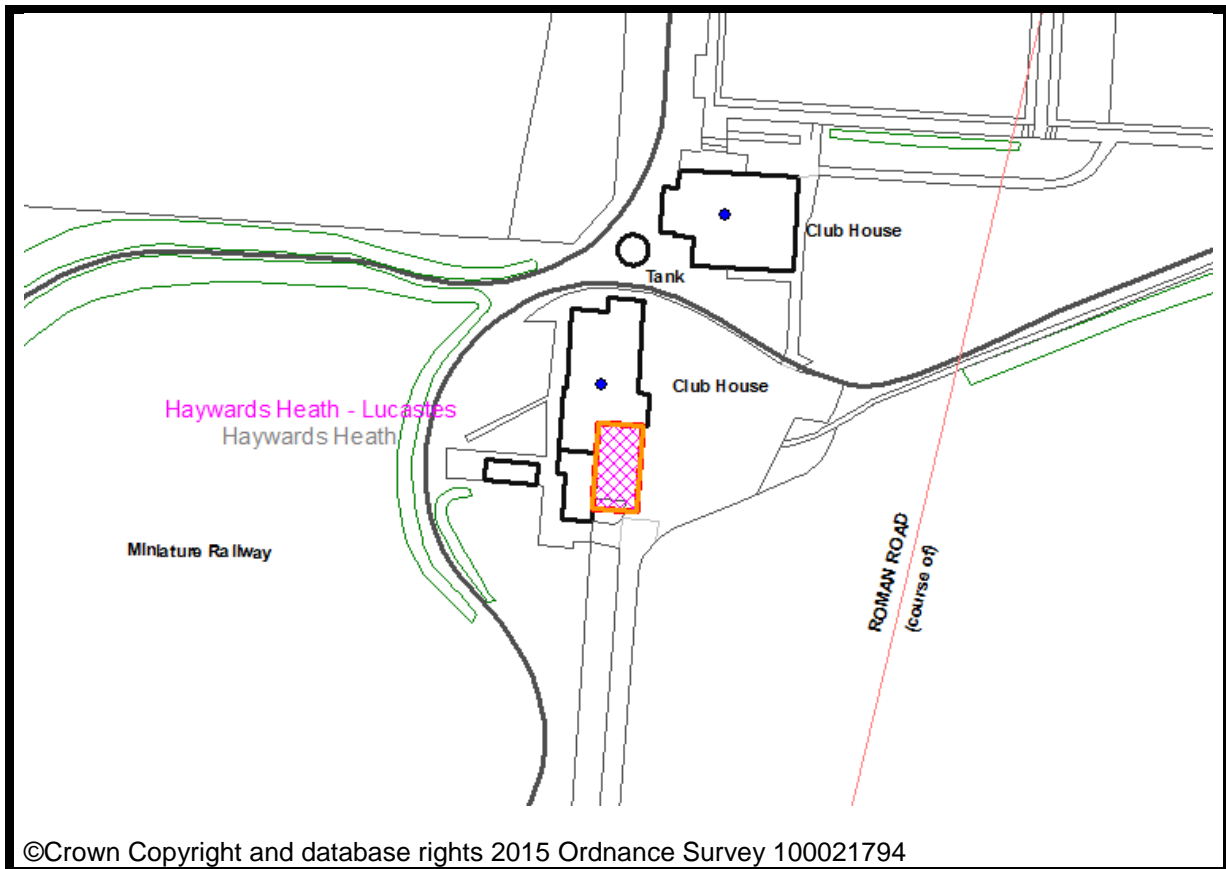 Club House
Tank
Club House
Haywards Heath - Lucastes
Haywards Heath
Miniature Railway
ROMAN ROAD
(course of)
©Crown Copyright and database rights 2015 Ordnance Survey 100021794